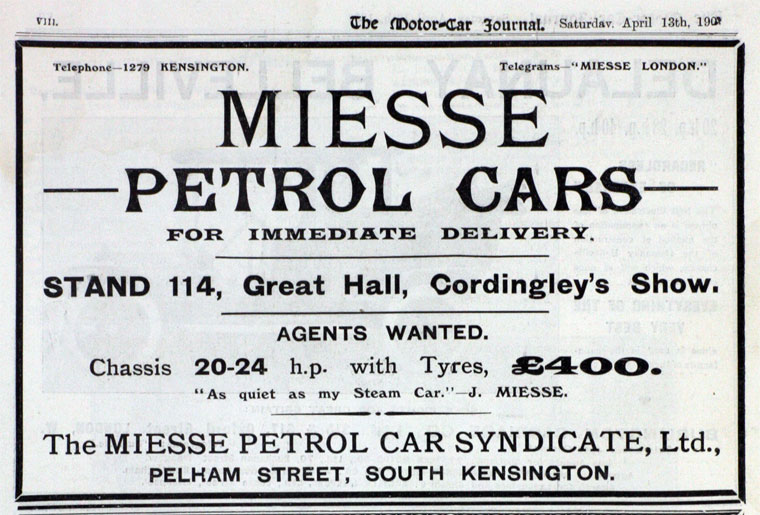 VIII. The Motor-Car Journal. Saturday, April 13th, 1907
Telephone—1279 KENSINGTON. Telegrams—"MIESSE LONDON."
MIESSE
PETROL CARS
FOR IMMEDIATE DELIVERY.
STAND 114, Great Hall, Cordingley's Show.
AGENTS WANTED.
Chassis 20-24 h.p. with Tyres, £400.
"As quiet as my Steam Car."—J. MIESSE.
The MIESSE PETROL CAR SYNDICATE, Ltd.,
PELHAM STREET, SOUTH KENSINGTON.